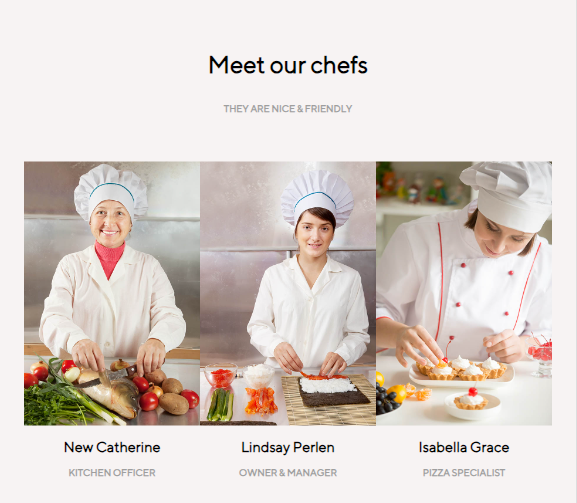 Meet our chefs
THEY ARE NICE & FRIENDLY
New Catherine
KITCHEN OFFICER
Lindsay Perlen
OWNER & MANAGER
Isabella Grace
PIZZA SPECIALIST